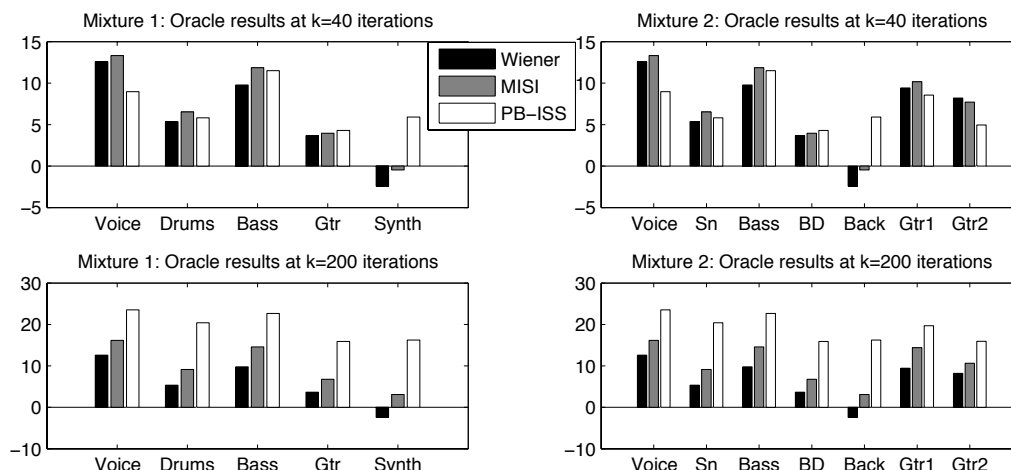 Mixture 1: Oracle results at k=40 iterations
15
10
5
0
−5
Voice Drums Bass Gtr Synth
Wiener
MISI
PB−ISS
Mixture 2: Oracle results at k=40 iterations
15
10
5
0
−5
Voice Sn Bass BD Back Gtr1 Gtr2
Mixture 1: Oracle results at k=200 iterations
30
20
10
0
−10
Voice Drums Bass Gtr Synth
Mixture 2: Oracle results at k=200 iterations
30
20
10
0
−10
Voice Sn Bass BD Back Gtr1 Gtr2